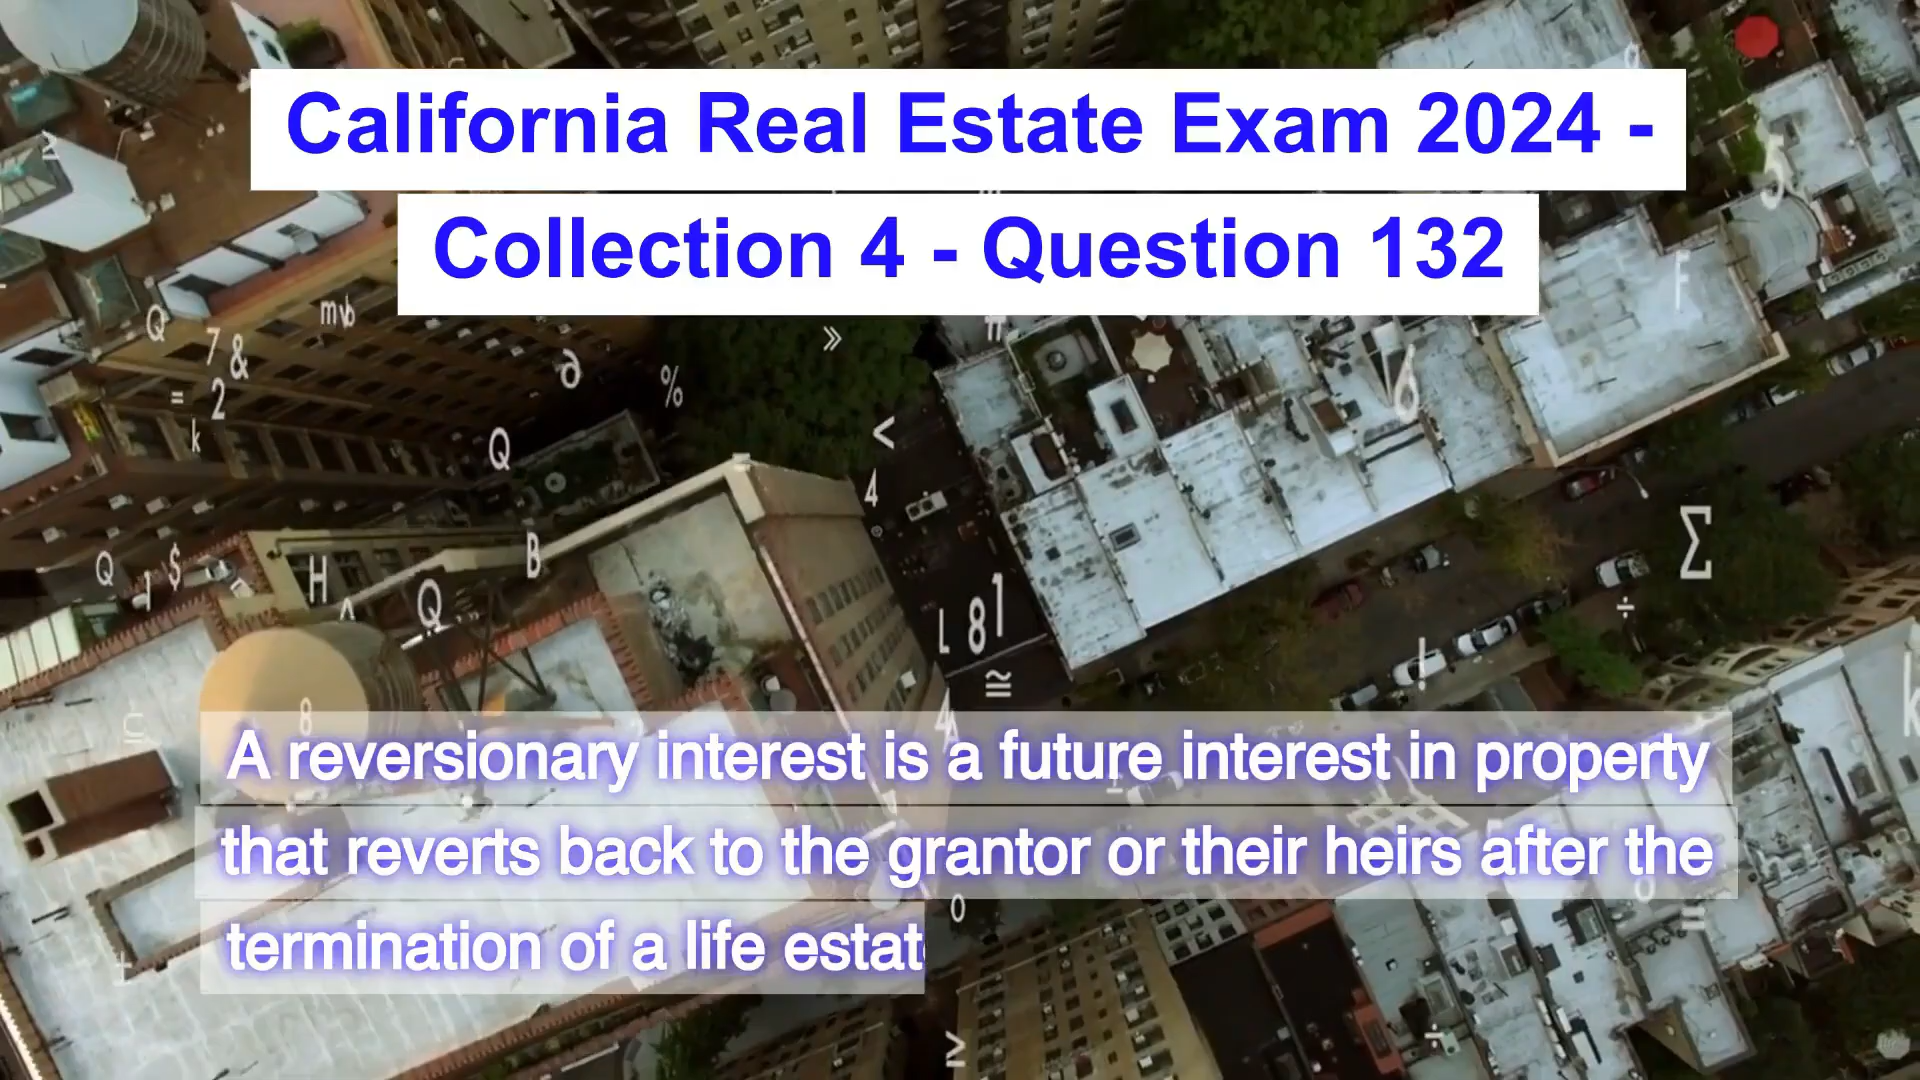 California Real Estate Exam 2024 -
Collection 4 - Question 132
A reversionary interest is a future interest in property
that reverts back to the grantor or their heirs after the
termination of a life estat